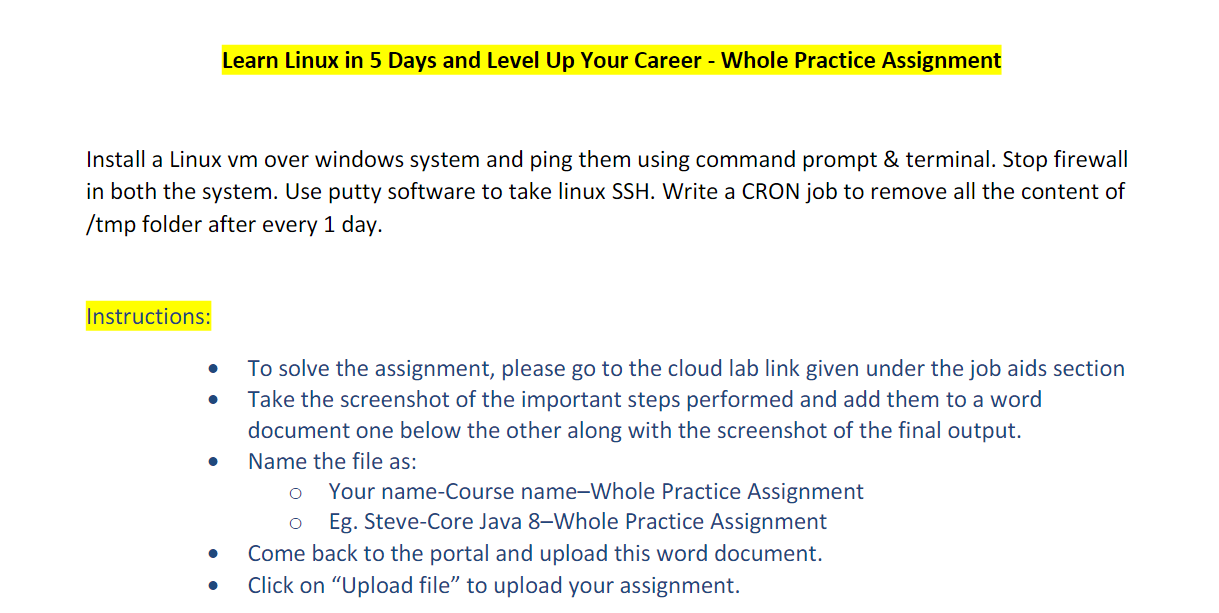 Learn Linux in 5 Days and Level Up Your Career - Whole Practice Assignment
Install a Linux vm over windows system and ping them using command prompt & terminal. Stop firewall
in both the system. Use putty software to take linux SSH. Write a CRON job to remove all the content of
/tmp folder after every 1 day.
Instructions:
• To solve the assignment, please go to the cloud lab link given under the job aids section
• Take the screenshot of the important steps performed and add them to a word
document one below the other along with the screenshot of the final output.
• Name the file as:
o Your name-Course name–Whole Practice Assignment
o Eg. Steve-Core Java 8–Whole Practice Assignment
• Come back to the portal and upload this word document.
• Click on “Upload file” to upload your assignment.